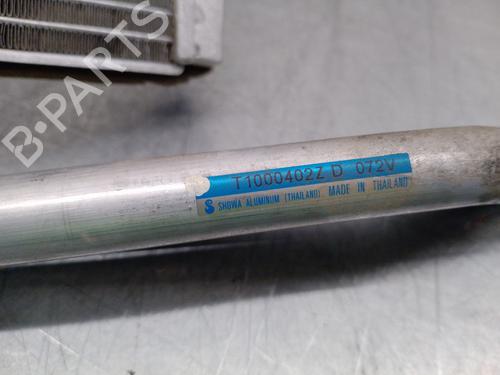 B-PARTS
T1000402Z D 072V
S SHOWA ALUMINUM (THAILAND) MADE IN THAILAND